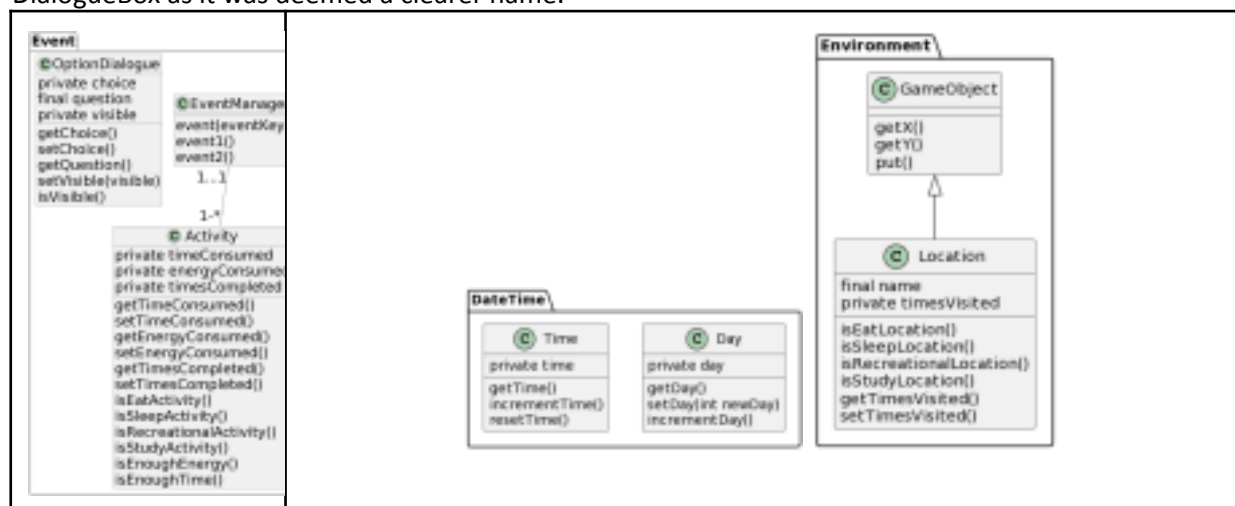 DialogueBox as it was deemed a clearer name.
Event
C OptionDialogue
private choice
final question
private visible
getChoice()
setChoice()
getQuestion()
setVisible(visible)
isVisible()
C EventManage
event(eventKey
event1()
event2()
1..1
1-*
C Activity
private timeConsumed
private energyConsumed
private timesCompleted
getTimeConsumed()
setTimeConsumed()
getEnergyConsumed()
setEnergyConsumed()
getTimesCompleted()
setTimesCompleted()
isEatActivity()
isSleepActivity()
isRecreationalActivity()
isStudyActivity()
isEnoughEnergy()
isEnoughTime()
DateTime
C Time
private time
getTime()
incrementTime()
resetTime()
C Day
private day
getDay()
setDay(int newDay)
incrementDay()
Environment
C GameObject
getX()
getY()
put()
C Location
final name
private timesVisited
isEatLocation()
isSleepLocation()
isRecreationalLocation()
isStudyLocation()
getTimesVisited()
setTimesVisited()